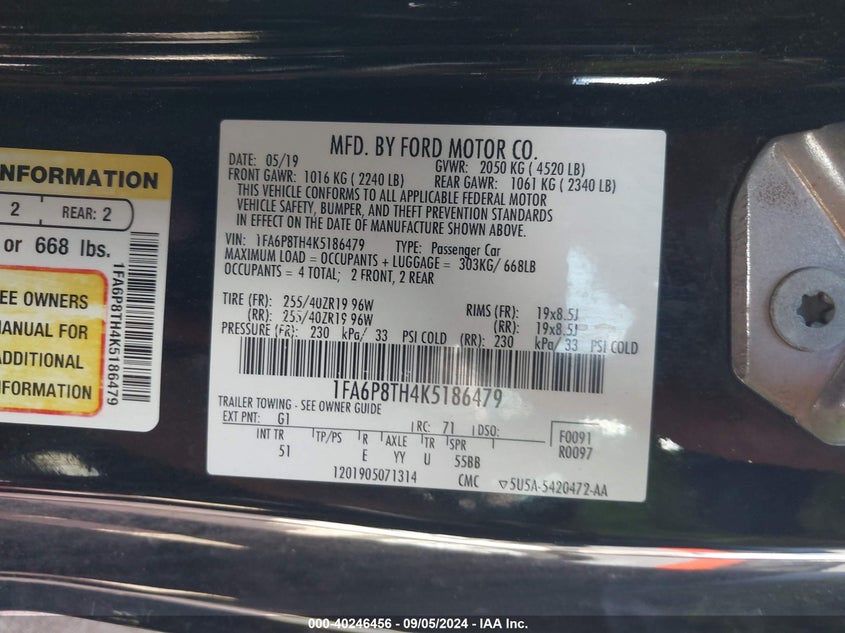 INFORMATION
2 REAR: 2
or 668 lbs.
SEE OWNERS
MANUAL FOR
ADDITIONAL
INFORMATION
1FA6P8TH4K5186479
MFD. BY FORD MOTOR CO.
DATE: 05/19 GVWR: 2050 KG ( 4520 LB)
FRONT GAWR: 1016 KG ( 2240 LB) REAR GAWR: 1061 KG ( 2340 LB)
THIS VEHICLE CONFORMS TO ALL APPLICABLE FEDERAL MOTOR
VEHICLE SAFETY, BUMPER, AND THEFT PREVENTION STANDARDS
IN EFFECT ON THE DATE OF MANUFACTURE SHOWN ABOVE.
VIN: 1FA6P8TH4K5186479 TYPE: Passenger Car
MAXIMUM LOAD = OCCUPANTS + LUGGAGE = 303KG/ 668LB
OCCUPANTS = 4 TOTAL; 2 FRONT, 2 REAR
TIRE (FR): 255/40ZR19 96W RIMS (FR): 19x8.5J
(RR): 255/40ZR19 96W (RR): 19x8.5J
PRESSURE (FR): 230 kPa/ 33 PSI COLD (RR): 230 kPa/ 33 PSI COLD
1FA6P8TH4K5186479
TRAILER TOWING - SEE OWNER GUIDE
EXT PNT: G1 RC: 71 DSO: F0091
INT TR TP/PS R AXLE TR SPR R0097
51 E YY U 55BB
1201905071314 CMC ▽5U5A-5420472-AA
000-40246456 - 09/05/2024 - IAA Inc.